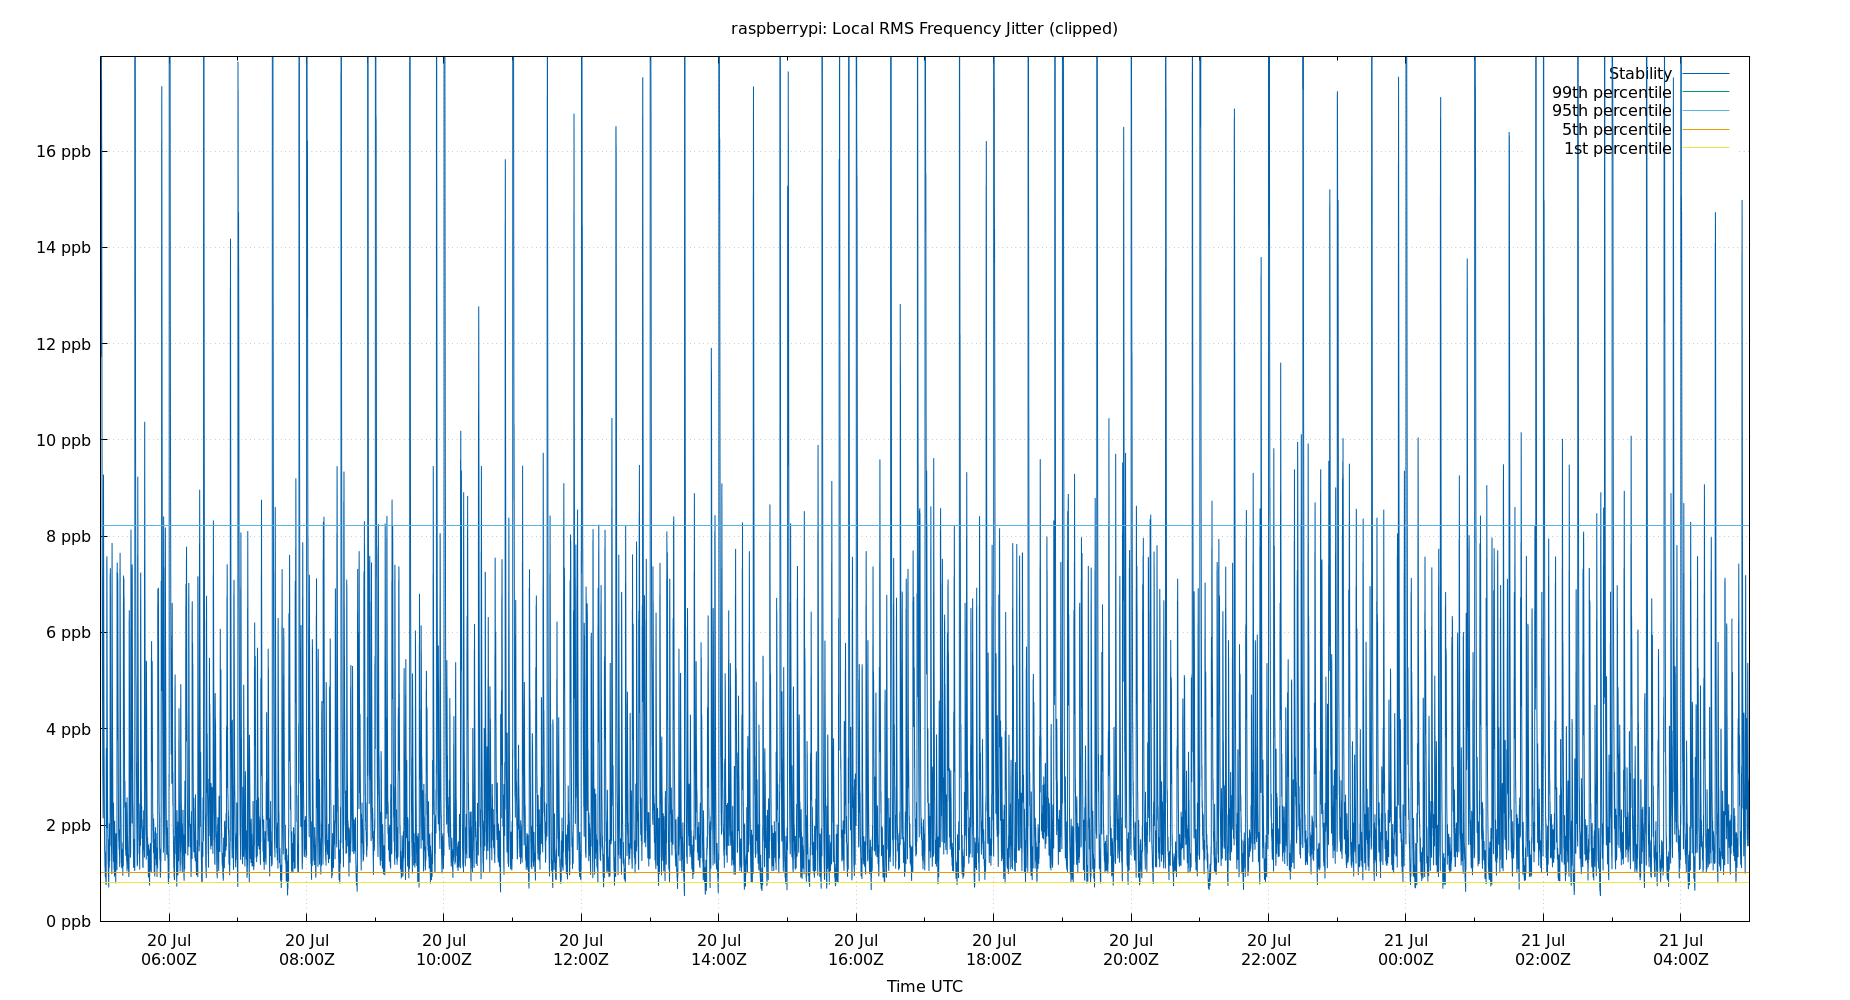 raspberrypi: Local RMS Frequency Jitter (clipped)
Stability
99th percentile
95th percentile
5th percentile
1st percentile
16 ppb
14 ppb
12 ppb
10 ppb
8 ppb
6 ppb
4 ppb
2 ppb
0 ppb
20 Jul 20 Jul 20 Jul 20 Jul 20 Jul 20 Jul 20 Jul 20 Jul 20 Jul 21 Jul 21 Jul 21 Jul
06:00Z 08:00Z 10:00Z 12:00Z 14:00Z 16:00Z 18:00Z 20:00Z 22:00Z 00:00Z 02:00Z 04:00Z
Time UTC